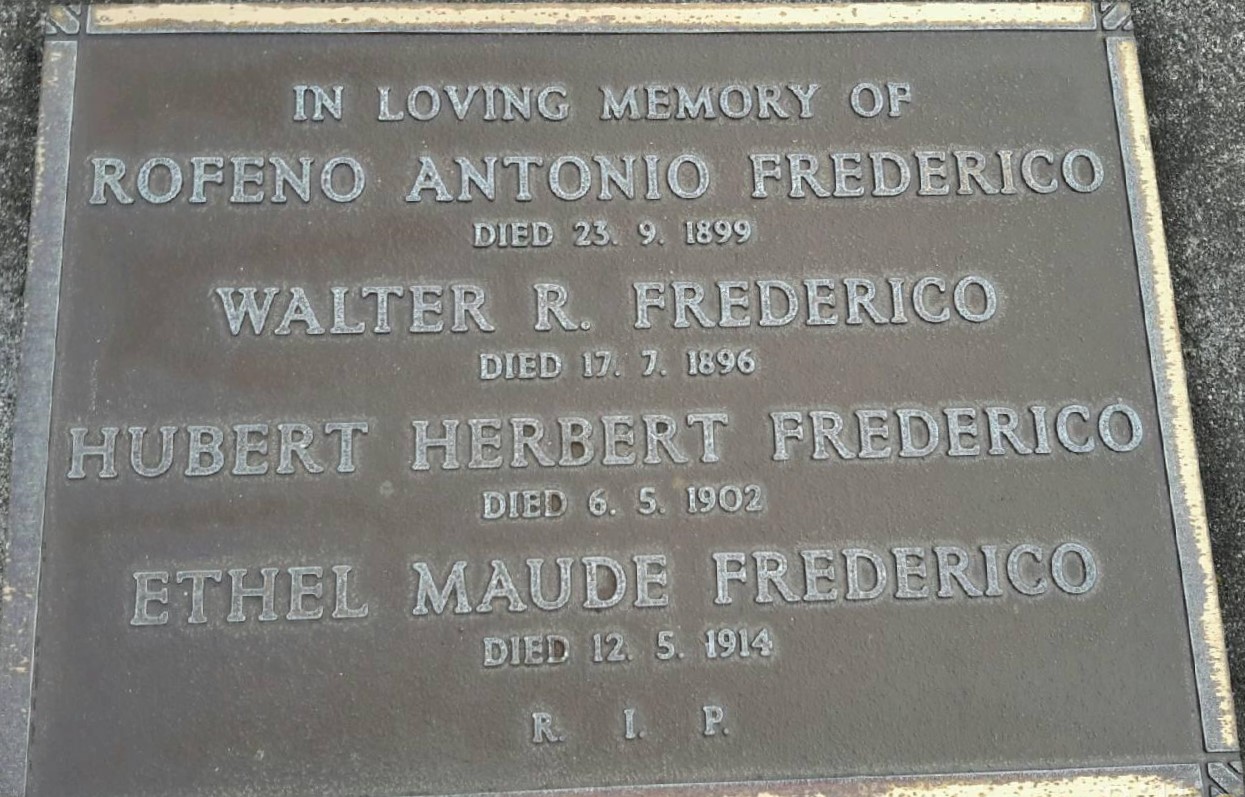 IN LOVING MEMORY OF
ROFENO ANTONIO FREDERICO
DIED 23. 9. 1899
WALTER R. FREDERICO
DIED 17. 7. 1896
HUBERT HERBERT FREDERICO
DIED 6. 5. 1902
ETHEL MAUDE FREDERICO
DIED 12. 5. 1914
R. I. P.